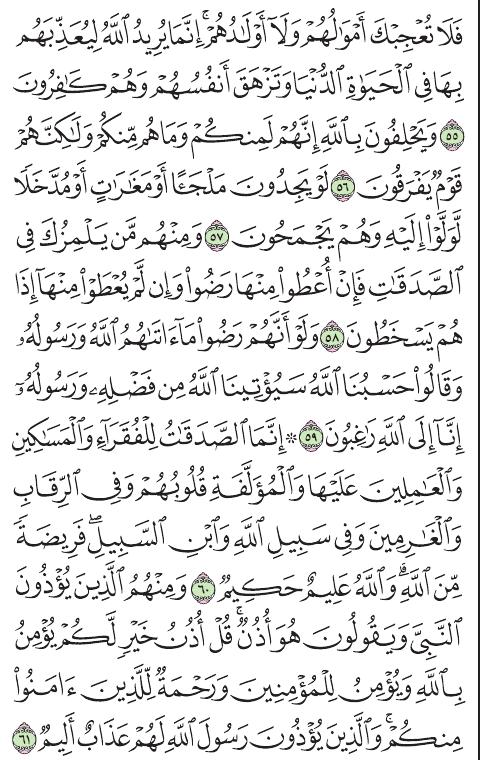 فَلَا تُعْجِبْكَ أَمْوَٰلُهُمْ وَلَآ أَوْلَـٰدُهُمْ ۚ إِنَّمَا يُرِيدُ ٱللَّهُ لِيُعَذِّبَهُم
بِهَا فِى ٱلْحَيَوٰةِ ٱلدُّنْيَا وَتَزْهَقَ أَنفُسُهُمْ وَهُمْ كَـٰفِرُونَ
٥٥ وَيَحْلِفُونَ بِٱللَّهِ إِنَّهُمْ لَمِنكُمْ وَمَا هُم مِّنكُمْ وَلَـٰكِنَّهُمْ
قَوْمٌ يَفْرَقُونَ ٥٦ لَوْ يَجِدُونَ مَلْجَـًٔا أَوْ مَغَـٰرَٰتٍ أَوْ مُدَّخَلًا
لَّوَلَّوْا۟ إِلَيْهِ وَهُمْ يَجْمَحُونَ ٥٧ وَمِنْهُم مَّن يَلْمِزُكَ فِى
ٱلصَّدَقَـٰتِ فَإِنْ أُعْطُوا۟ مِنْهَا رَضُوا۟ وَإِن لَّمْ يُعْطَوْا۟ مِنْهَآ إِذَا
هُمْ يَسْخَطُونَ ٥٨ وَلَوْ أَنَّهُمْ رَضُوا۟ مَآ ءَاتَىٰهُمُ ٱللَّهُ وَرَسُولُهُۥ
وَقَالُوا۟ حَسْبُنَا ٱللَّهُ سَيُؤْتِينَا ٱللَّهُ مِن فَضْلِهِۦ وَرَسُولُهُۥٓ
إِنَّآ إِلَى ٱللَّهِ رَٰغِبُونَ ٥٩ ۞ إِنَّمَا ٱلصَّدَقَـٰتُ لِلْفُقَرَآءِ وَٱلْمَسَـٰكِينِ
وَٱلْعَـٰمِلِينَ عَلَيْهَا وَٱلْمُؤَلَّفَةِ قُلُوبُهُمْ وَفِى ٱلرِّقَابِ
وَٱلْغَـٰرِمِينَ وَفِى سَبِيلِ ٱللَّهِ وَٱبْنِ ٱلسَّبِيلِ ۖ فَرِيضَةً
مِّنَ ٱللَّهِ ۗ وَٱللَّهُ عَلِيمٌ حَكِيمٌ ٦٠ وَمِنْهُمُ ٱلَّذِينَ يُؤْذُونَ
ٱلنَّبِىَّ وَيَقُولُونَ هُوَ أُذُنٌ ۚ قُلْ أُذُنُ خَيْرٍ لَّكُمْ يُؤْمِنُ
بِٱللَّهِ وَيُؤْمِنُ لِلْمُؤْمِنِينَ وَرَحْمَةٌ لِّلَّذِينَ ءَامَنُوا۟
مِنكُمْ ۚ وَٱلَّذِينَ يُؤْذُونَ رَسُولَ ٱللَّهِ لَهُمْ عَذَابٌ أَلِيمٌ ٦١